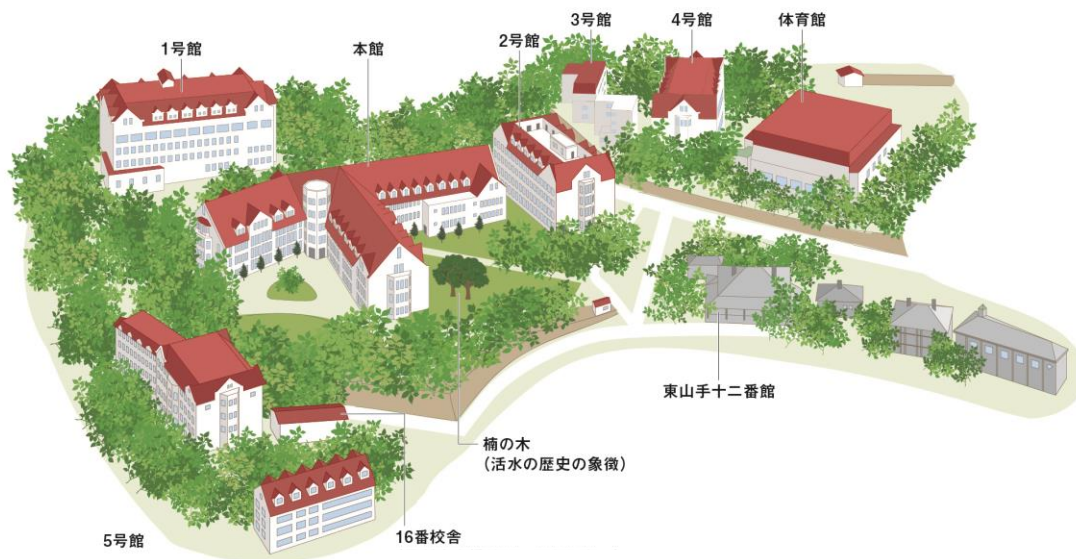 3号館
4号館
体育館
1号館
本館
2号館
東山手十二番館
楠の木
（活水の歴史の象徴）
5号館
16番校舎